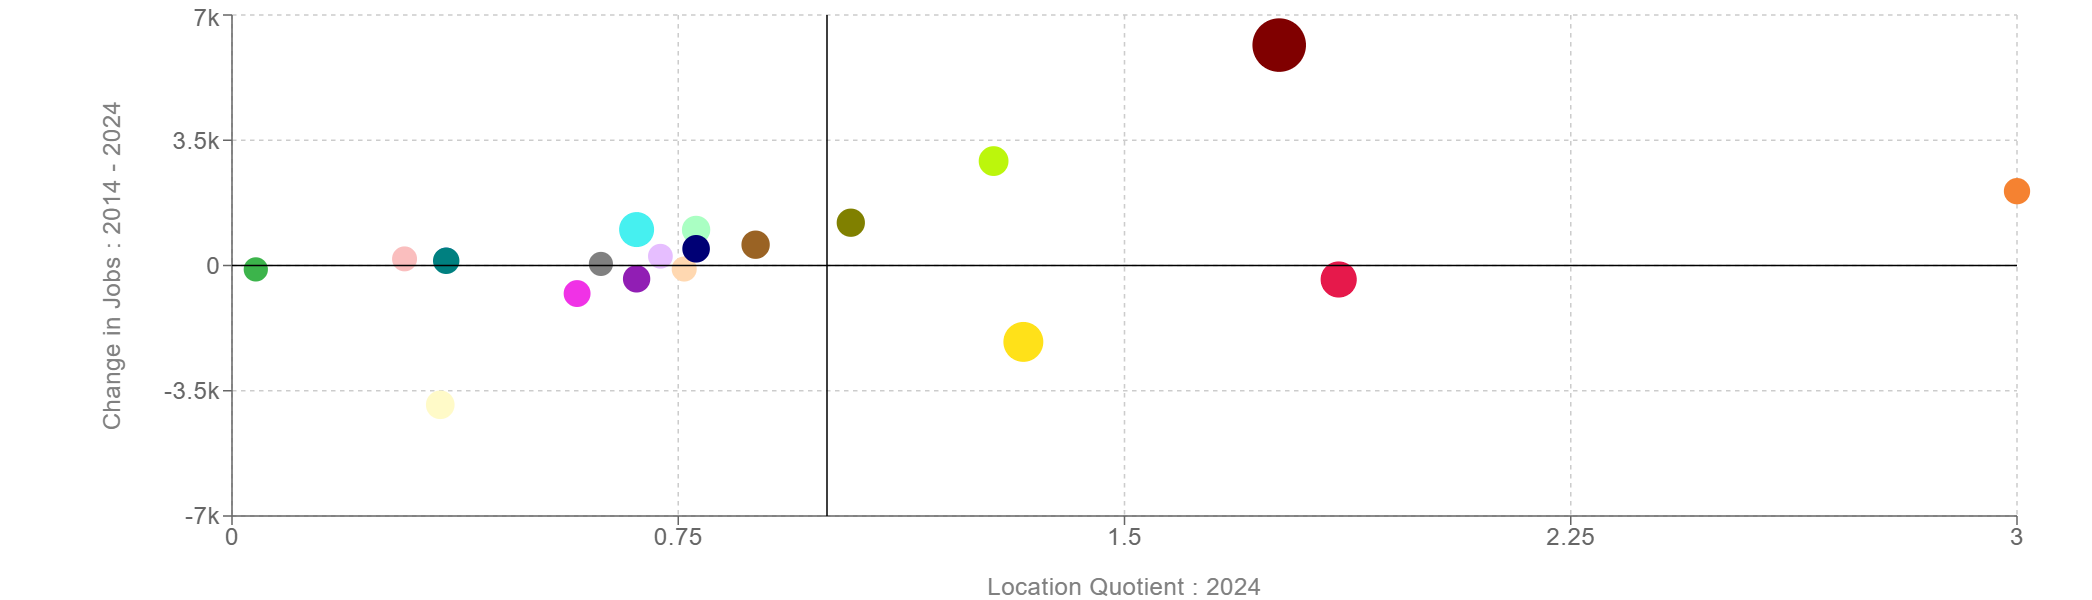 7k
3.5k
0
-3.5k
-7k
Change in Jobs : 2014 - 2024
0
0.75
1.5
2.25
3
Location Quotient : 2024